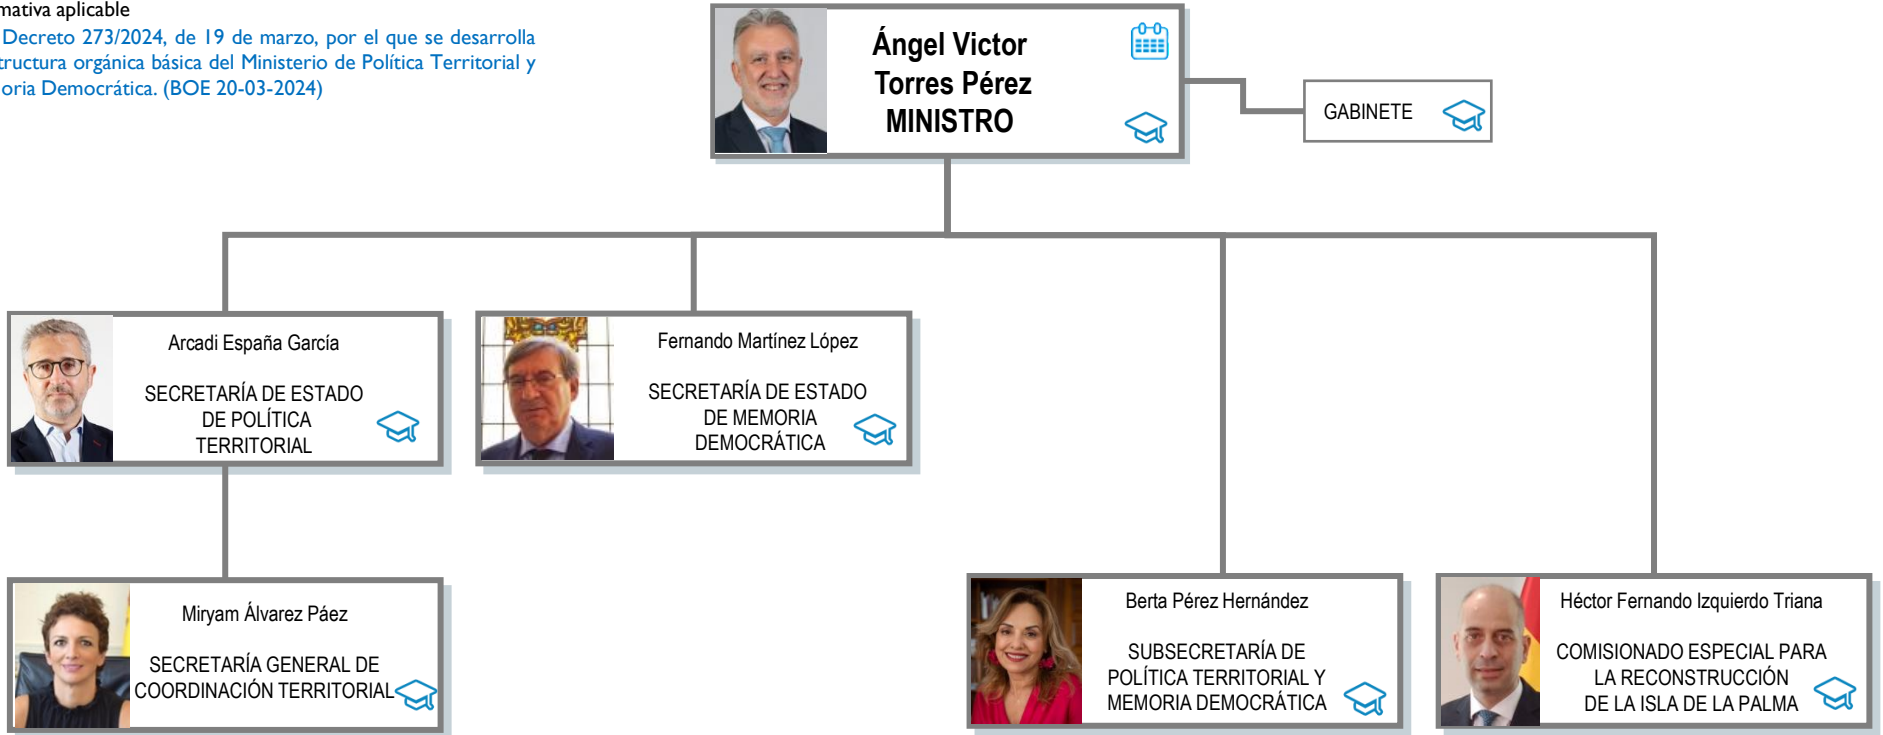 mativa aplicable
Decreto 273/2024, de 19 de marzo, por el que se desarrolla
tructura orgánica básica del Ministerio de Política Territorial y
oria Democrática. (BOE 20-03-2024)
Ángel Victor
Torres Pérez
MINISTRO
GABINETE
Arcadi España García
SECRETARÍA DE ESTADO
DE POLÍTICA
TERRITORIAL
Fernando Martínez López
SECRETARÍA DE ESTADO
DE MEMORIA
DEMOCRÁTICA
Miryam Álvarez Páez
SECRETARÍA GENERAL DE
COORDINACIÓN TERRITORIAL
Berta Pérez Hernández
SUBSECRETARÍA DE
POLÍTICA TERRITORIAL Y
MEMORIA DEMOCRÁTICA
Héctor Fernando Izquierdo Triana
COMISIONADO ESPECIAL PARA
LA RECONSTRUCCIÓN
DE LA ISLA DE LA PALMA